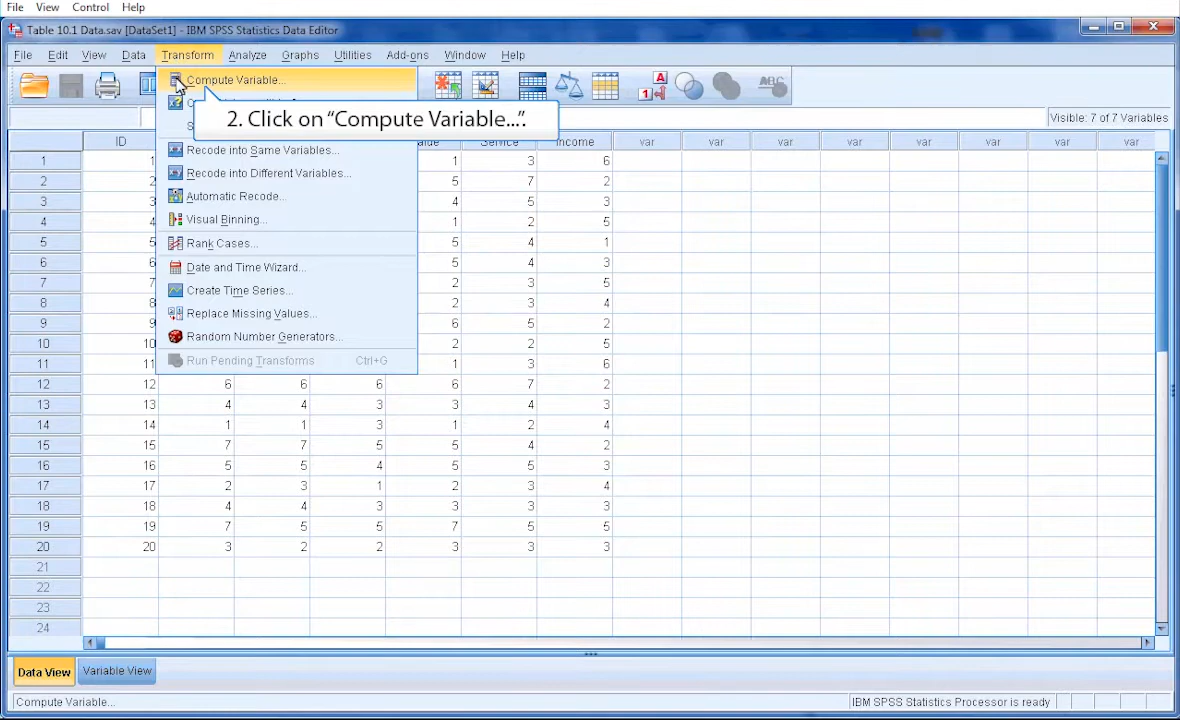 File View Control Help
Table 10.1 Data.sav [DataSet1] - IBM SPSS Statistics Data Editor
File Edit View Data Transform Analyze Graphs Utilities Add-ons Window Help
Compute Variable...
2. Click on “Compute Variable...”.
Visible: 7 of 7 Variables
ID Service Income var var var var var var var var
Recode into Same Variables...
Recode into Different Variables...
Automatic Recode...
Visual Binning...
Rank Cases...
Date and Time Wizard...
Create Time Series...
Replace Missing Values...
Random Number Generators...
Run Pending Transforms Ctrl+G
1 1 3 6
2 5 7 2
3 4 5 3
4 1 2 5
5 5 4 1
6 5 4 3
7 2 3 5
8 2 3 4
9 6 5 2
10 10 2 2 5
11 11 1 3 6
12 12 6 6 6 6 7 2
13 13 4 4 3 3 4 3
14 14 1 1 3 1 2 4
15 15 7 7 5 5 4 2
16 16 5 5 4 5 5 3
17 17 2 3 1 2 3 4
18 18 4 4 3 3 3 3
19 19 7 5 5 7 5 5
20 20 3 2 2 3 3 3
21
22
23
24
Data View Variable View
Compute Variable... IBM SPSS Statistics Processor is ready